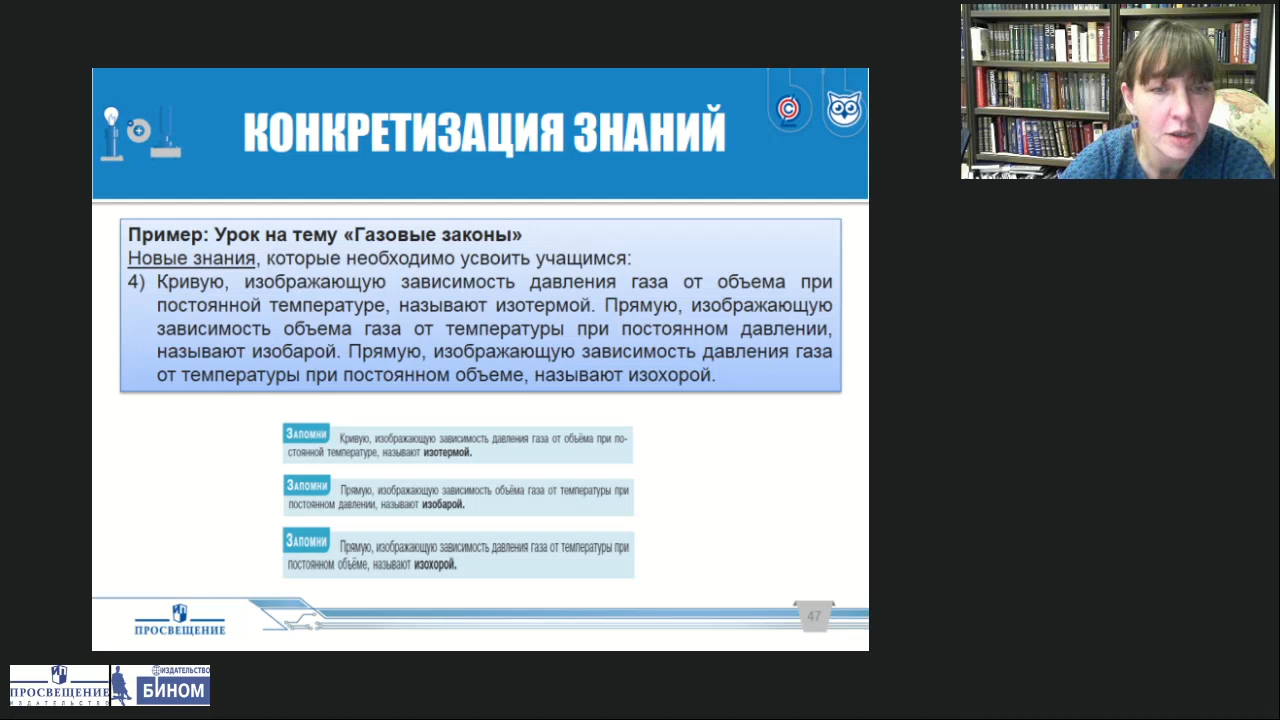 КОНКРЕТИЗАЦИЯ ЗНАНИЙ
Пример: Урок на тему «Газовые законы»
Новые знания, которые необходимо усвоить учащимся:
4) Кривую, изображающую зависимость давления газа от объема при
постоянной температуре, называют изотермой. Прямую, изображающую
зависимость объема газа от температуры при постоянном давлении,
называют изобарой. Прямую, изображающую зависимость давления газа
от температуры при постоянном объеме, называют изохорой.
Запомни Кривую, изображающую зависимость давления газа от объёма при по-
стоянной температуре, называют изотермой.
Запомни Прямую, изображающую зависимость объёма газа от температуры при
постоянном давлении, называют изобарой.
Запомни Прямую, изображающую зависимость давления газа от температуры при
постоянном объёме, называют изохорой.
ПРОСВЕЩЕНИЕ
47
ПРОСВЕЩЕНИЕ
ИЗДАТЕЛЬСТВО
ИЗДАТЕЛЬСТВО
БИНОМ